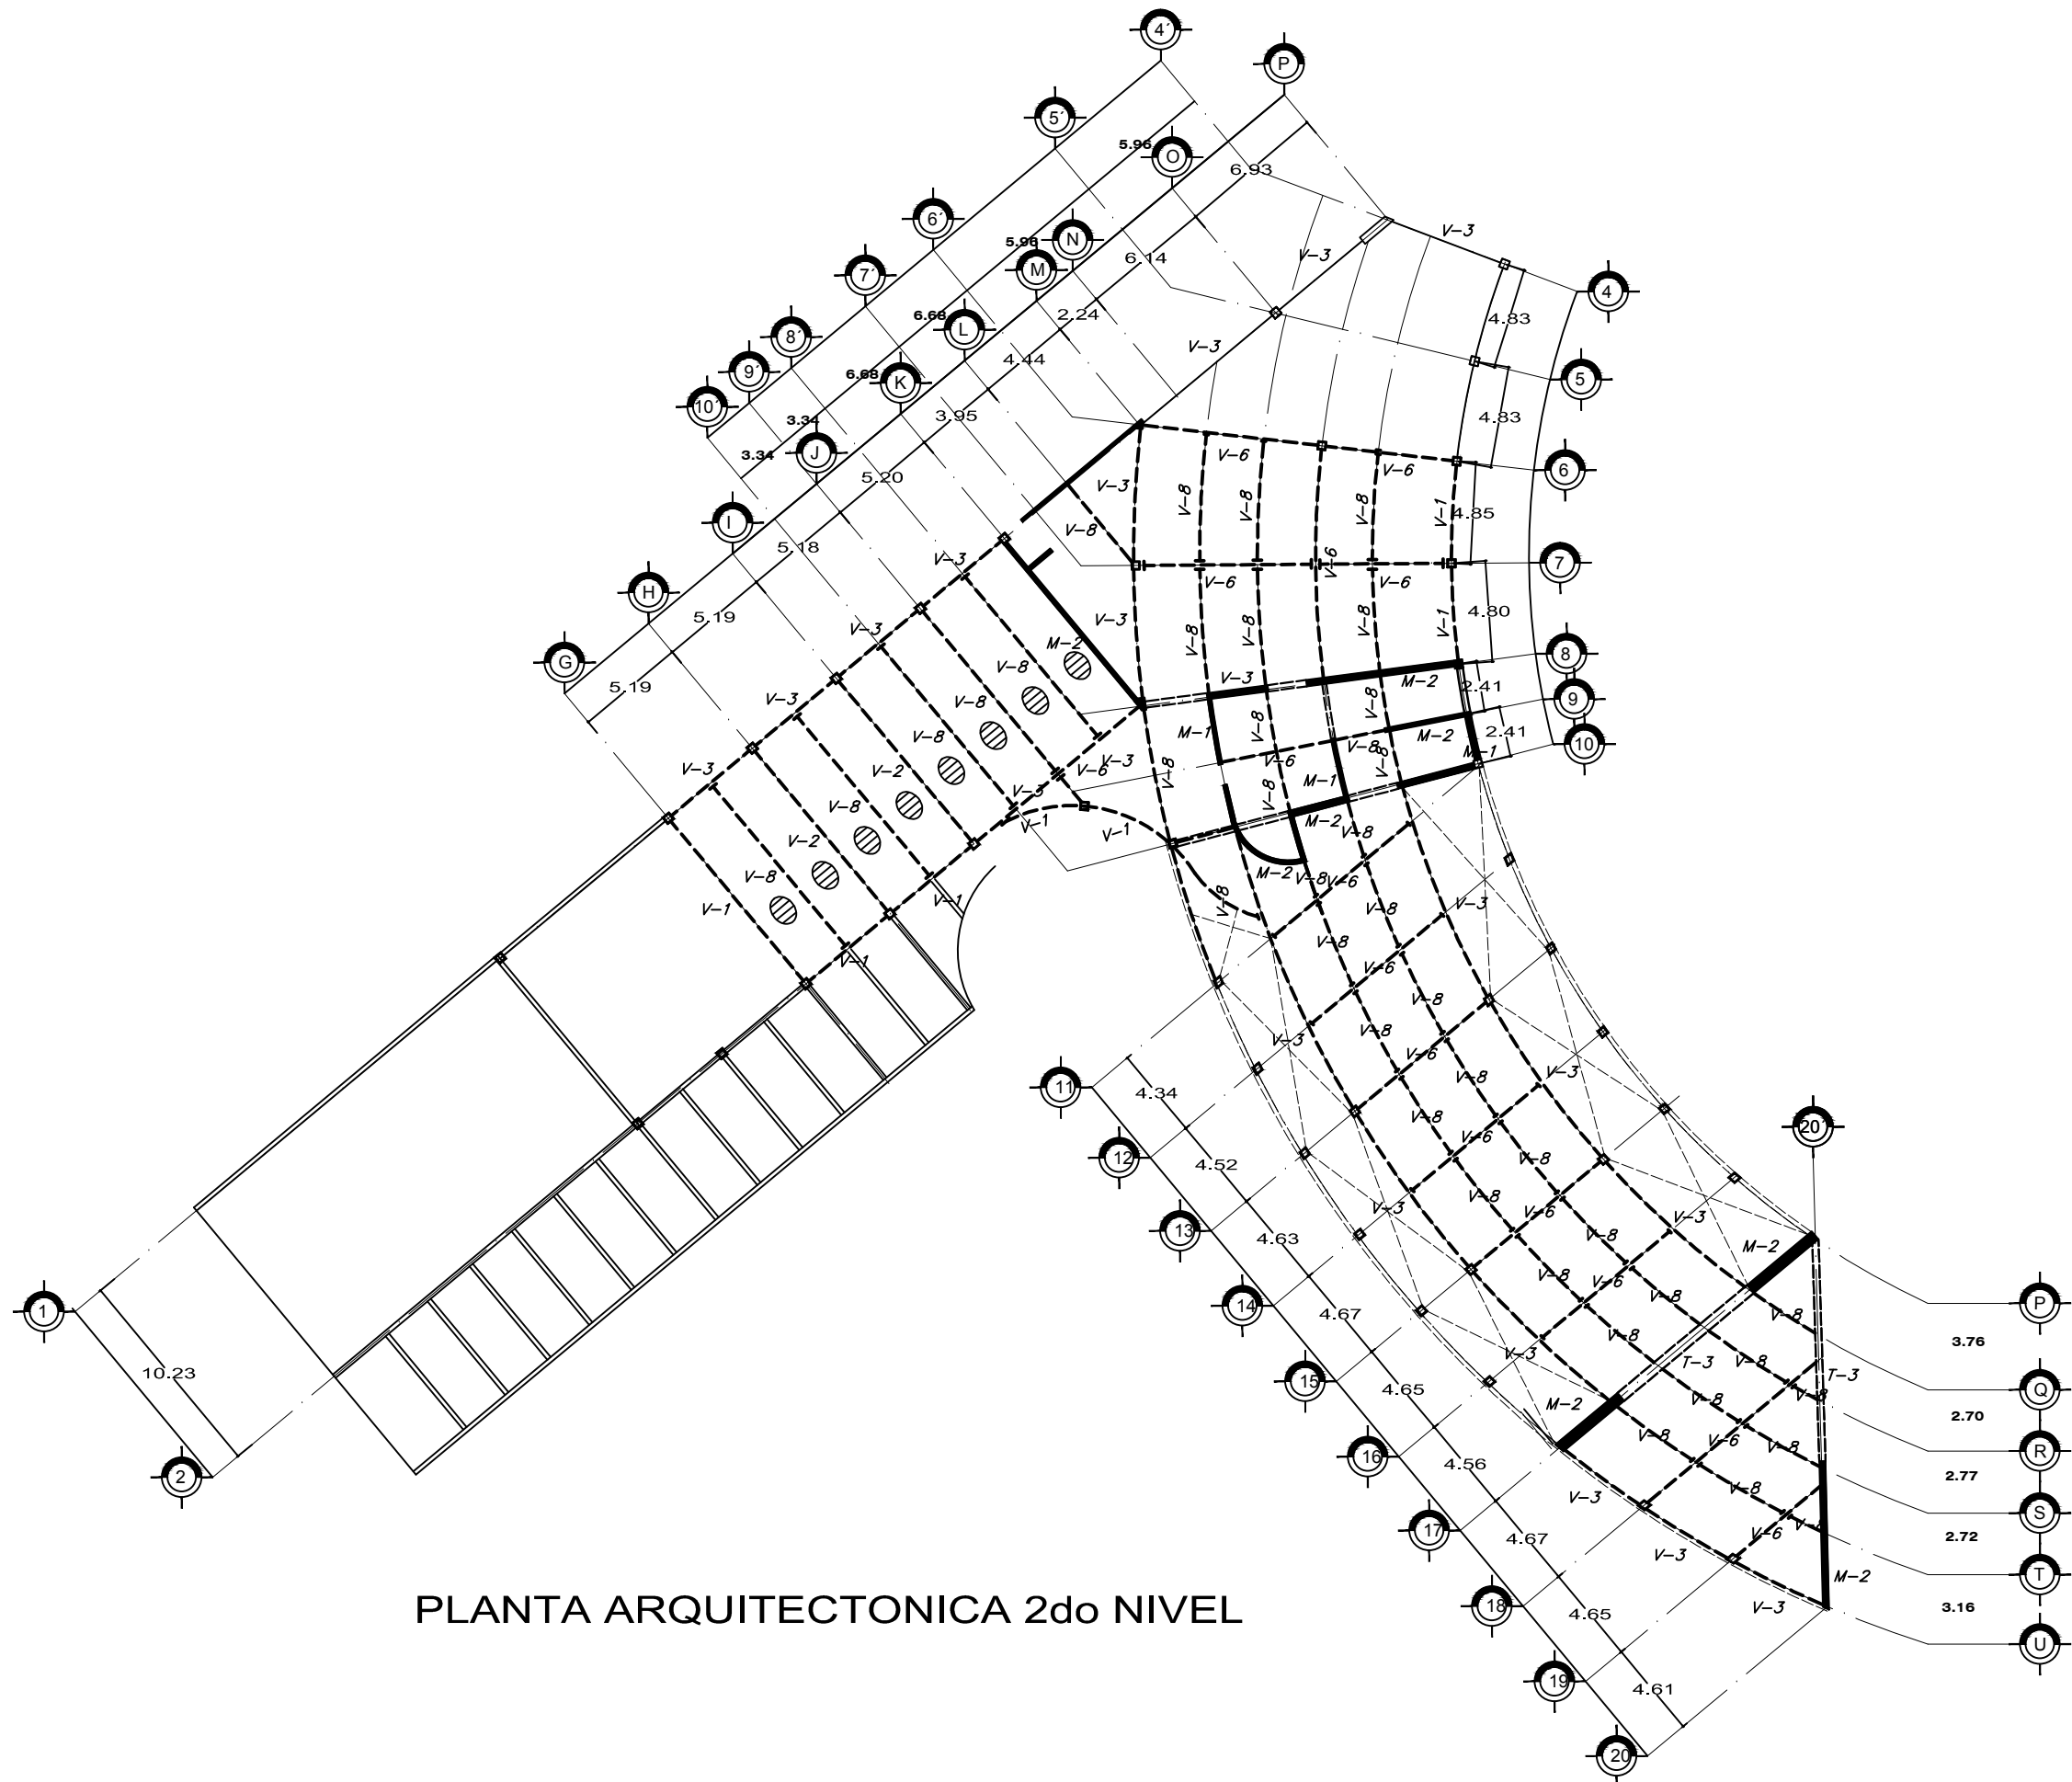 4´
P
5´
5.96
O
6.93
6´
5.96
N
V-3
7´
M
6.14
V-3
4
6.68
L
2.24
4.83
8´
4.44
V-3
9´
6.68
K
5
10´
3.34
3.95
4.83
3.34
J
V-6
V-6
6
5.20
V-3
V-8
V-8
V-8
V-1
4.85
I
5.18
V-8
V-3
V-6
7
H
V-6
V-6
5.19
V-3
V-3
V-8
V-8
V-8
V-1
4.80
G
M-2
8
5.19
V-3
V-8
V-3
M-2
2.41
9
V-3
V-8
V-8
V-8
M-1
2.41
10
V-3
V-8
V-2
V-6
V-3
V-8
V-6
V-8
V-8
M-2
M-1
V-3
V-8
M-1
V-1
V-1
V-8
M-2
V-8
V-2
V-8
M-2
V-8
V-6
V-1
V-1
V-8
V-8
V-3
V-1
V-8
V-6
V-8
V-3
V-8
V-6
V-3
11
4.34
V-8
V-8
V-6
20´
12
4.52
V-8
V-8
V-3
V-6
V-3
13
4.63
V-8
V-8
M-2
14
4.67
V-8
V-6
V-8
V-8
P
1
10.23
V-8
V-3
T-3
V-8
T-3
3.76
15
4.65
M-2
V-8
Q
2
16
4.56
V-8
V-6
V-8
2.70
R
V-3
V-8
2.77
17
4.67
V-6
S
V-3
2.72
M-2
T
PLANTA ARQUITECTONICA 2do NIVEL
18
4.65
V-3
3.16
U
19
4.61
20